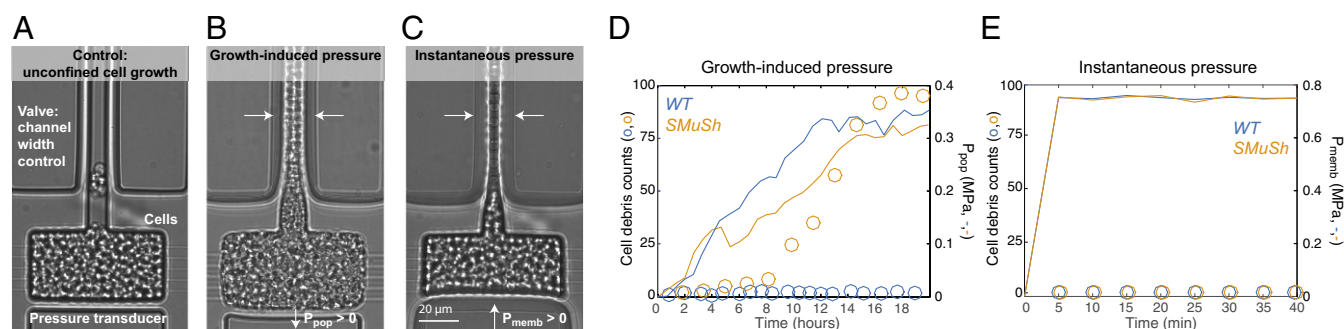 A
Control:
unconfined cell growth
Valve:
channel
width
control
Cells
Pressure transducer
B
Growth-induced pressure
P_pop > 0
C
Instantaneous pressure
20 µm
P_memb > 0
D
Growth-induced pressure
WT
SMuSh
Cell debris counts (o,o)
100
75
50
25
0
P_pop (MPa, -,-)
0.4
0.3
0.2
0.1
0
0 2 4 6 8 10 12 14 16 18
Time (hours)
E
Instantaneous pressure
WT
SMuSh
Cell debris counts (o,o)
100
75
50
25
0
P_memb (MPa, -,-)
0.8
0.6
0.4
0.2
0
0 5 10 15 20 25 30 35 40
Time (min)